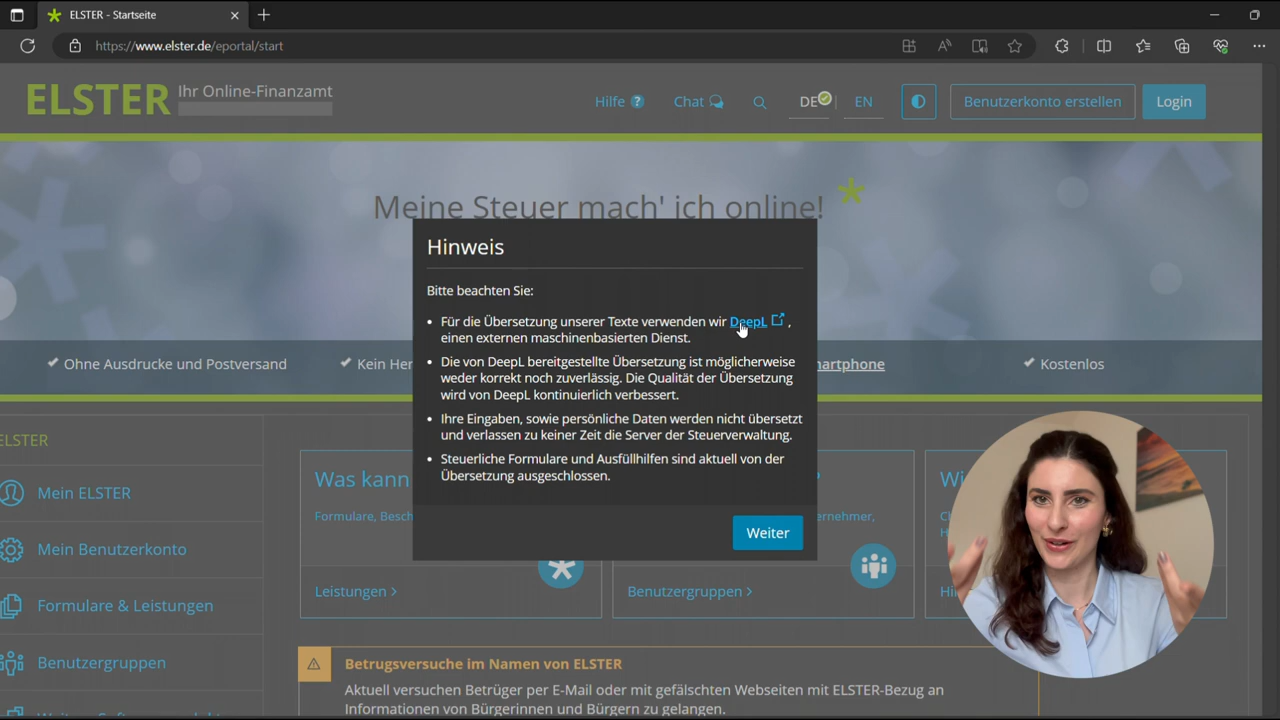 ELSTER - Startseite
https://www.elster.de/eportal/start
ELSTER
Ihr Online-Finanzamt
Hilfe ?
Chat
DE
EN
Benutzerkonto erstellen
Login
Meine Steuer mach' ich online!
Hinweis
Bitte beachten Sie:
• Für die Übersetzung unserer Texte verwenden wir DeepL ,
einen externen maschinenbasierten Dienst.
• Die von DeepL bereitgestellte Übersetzung ist möglicherweise
weder korrekt noch zuverlässig. Die Qualität der Übersetzung
wird von DeepL kontinuierlich verbessert.
• Ihre Eingaben, sowie persönliche Daten werden nicht übersetzt
und verlassen zu keiner Zeit die Server der Steuerverwaltung.
• Steuerliche Formulare und Ausfüllhilfen sind aktuell von der
Übersetzung ausgeschlossen.
Weiter
Ohne Ausdrucke und Postversand
Kein Her
martphone
Kostenlos
ELSTER
Mein ELSTER
Mein Benutzerkonto
Formulare & Leistungen
Benutzergruppen
Was kann
Formulare, Besch
Leistungen >
?
ernehmer,
Benutzergruppen >
Wi
Hi
Betrugsversuche im Namen von ELSTER
Aktuell versuchen Betrüger per E-Mail oder mit gefälschten Webseiten mit ELSTER-Bezug an
Informationen von Bürgerinnen und Bürgern zu gelangen.